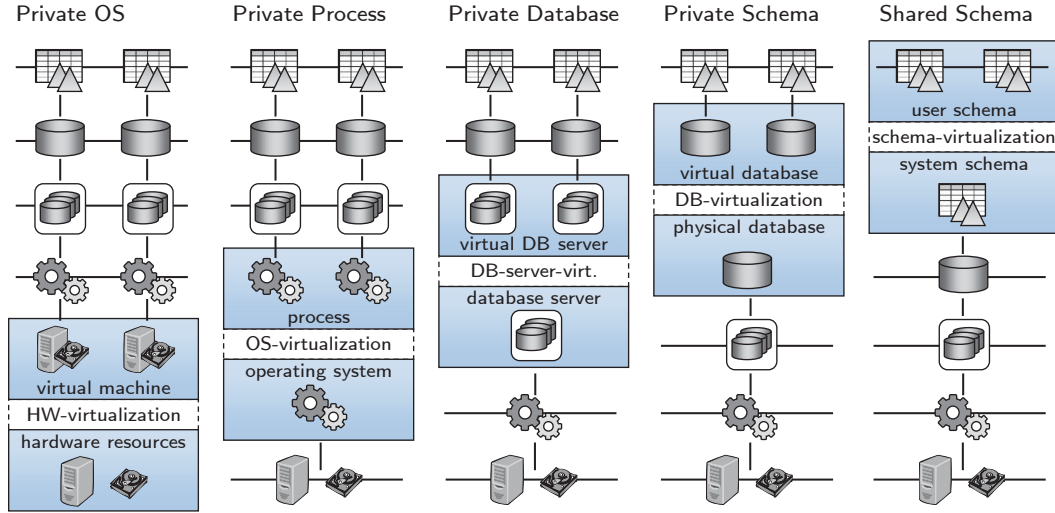 Private OS
Private Process
Private Database
Private Schema
Shared Schema
virtual machine
HW-virtualization
hardware resources
process
OS-virtualization
operating system
virtual DB server
DB-server-virt.
database server
virtual database
DB-virtualization
physical database
user schema
schema-virtualization
system schema